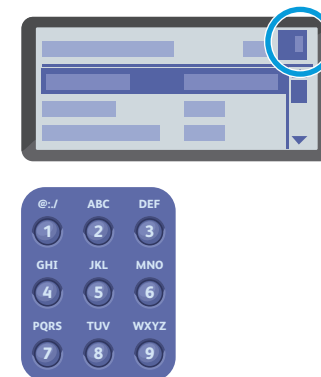 @:./ ABC DEF
1 2 3
GHI JKL MNO
4 5 6
PQRS TUV WXYZ
7 8 9